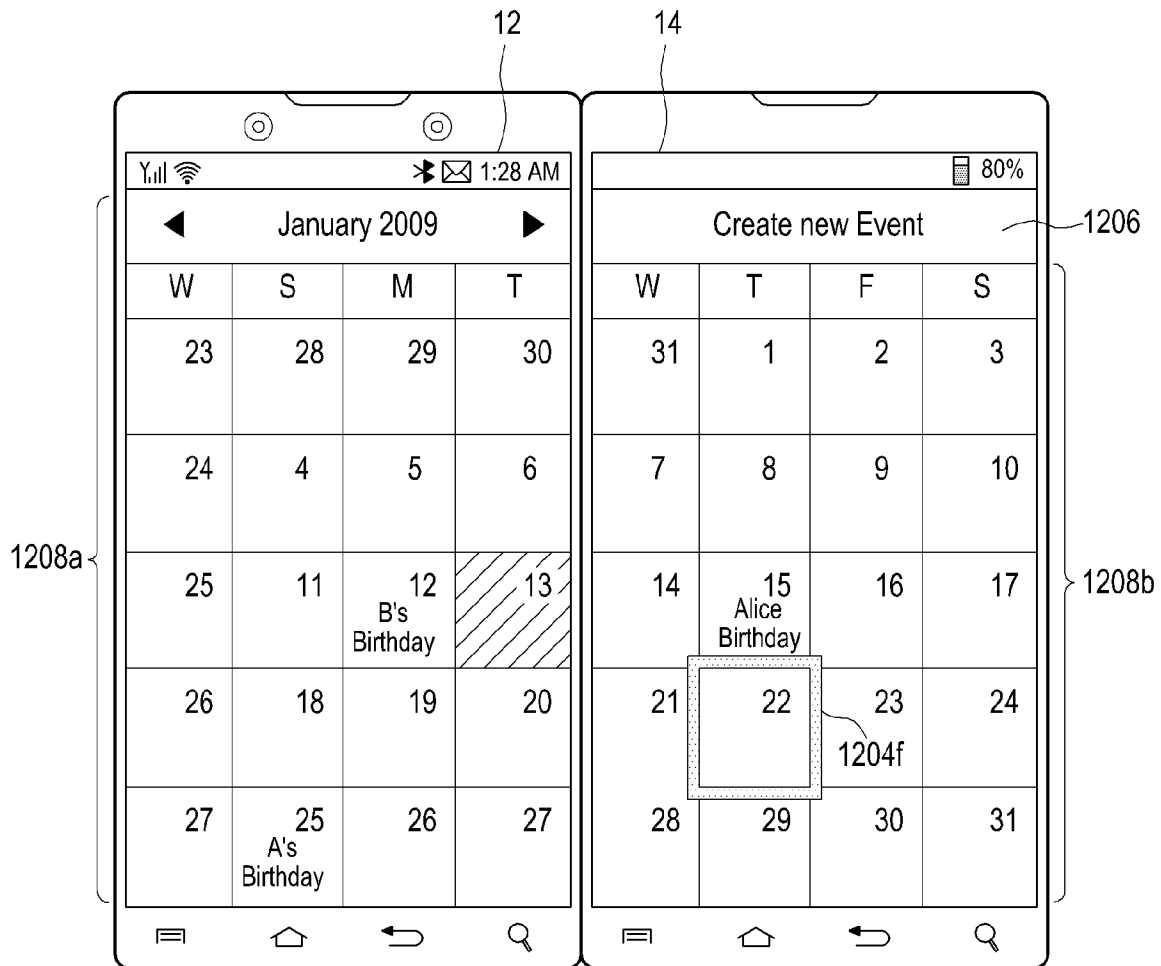 12 14
1:28 AM 80%
January 2009 Create new Event 1206
W S M T W T F S
23 28 29 30 31 1 2 3
24 4 5 6 7 8 9 10
1208a 25 11 12 13 14 15 16 17 1208b
B's Alice
Birthday Birthday
26 18 19 20 21 22 23 24
1204f
27 25 26 27 28 29 30 31
A's
Birthday